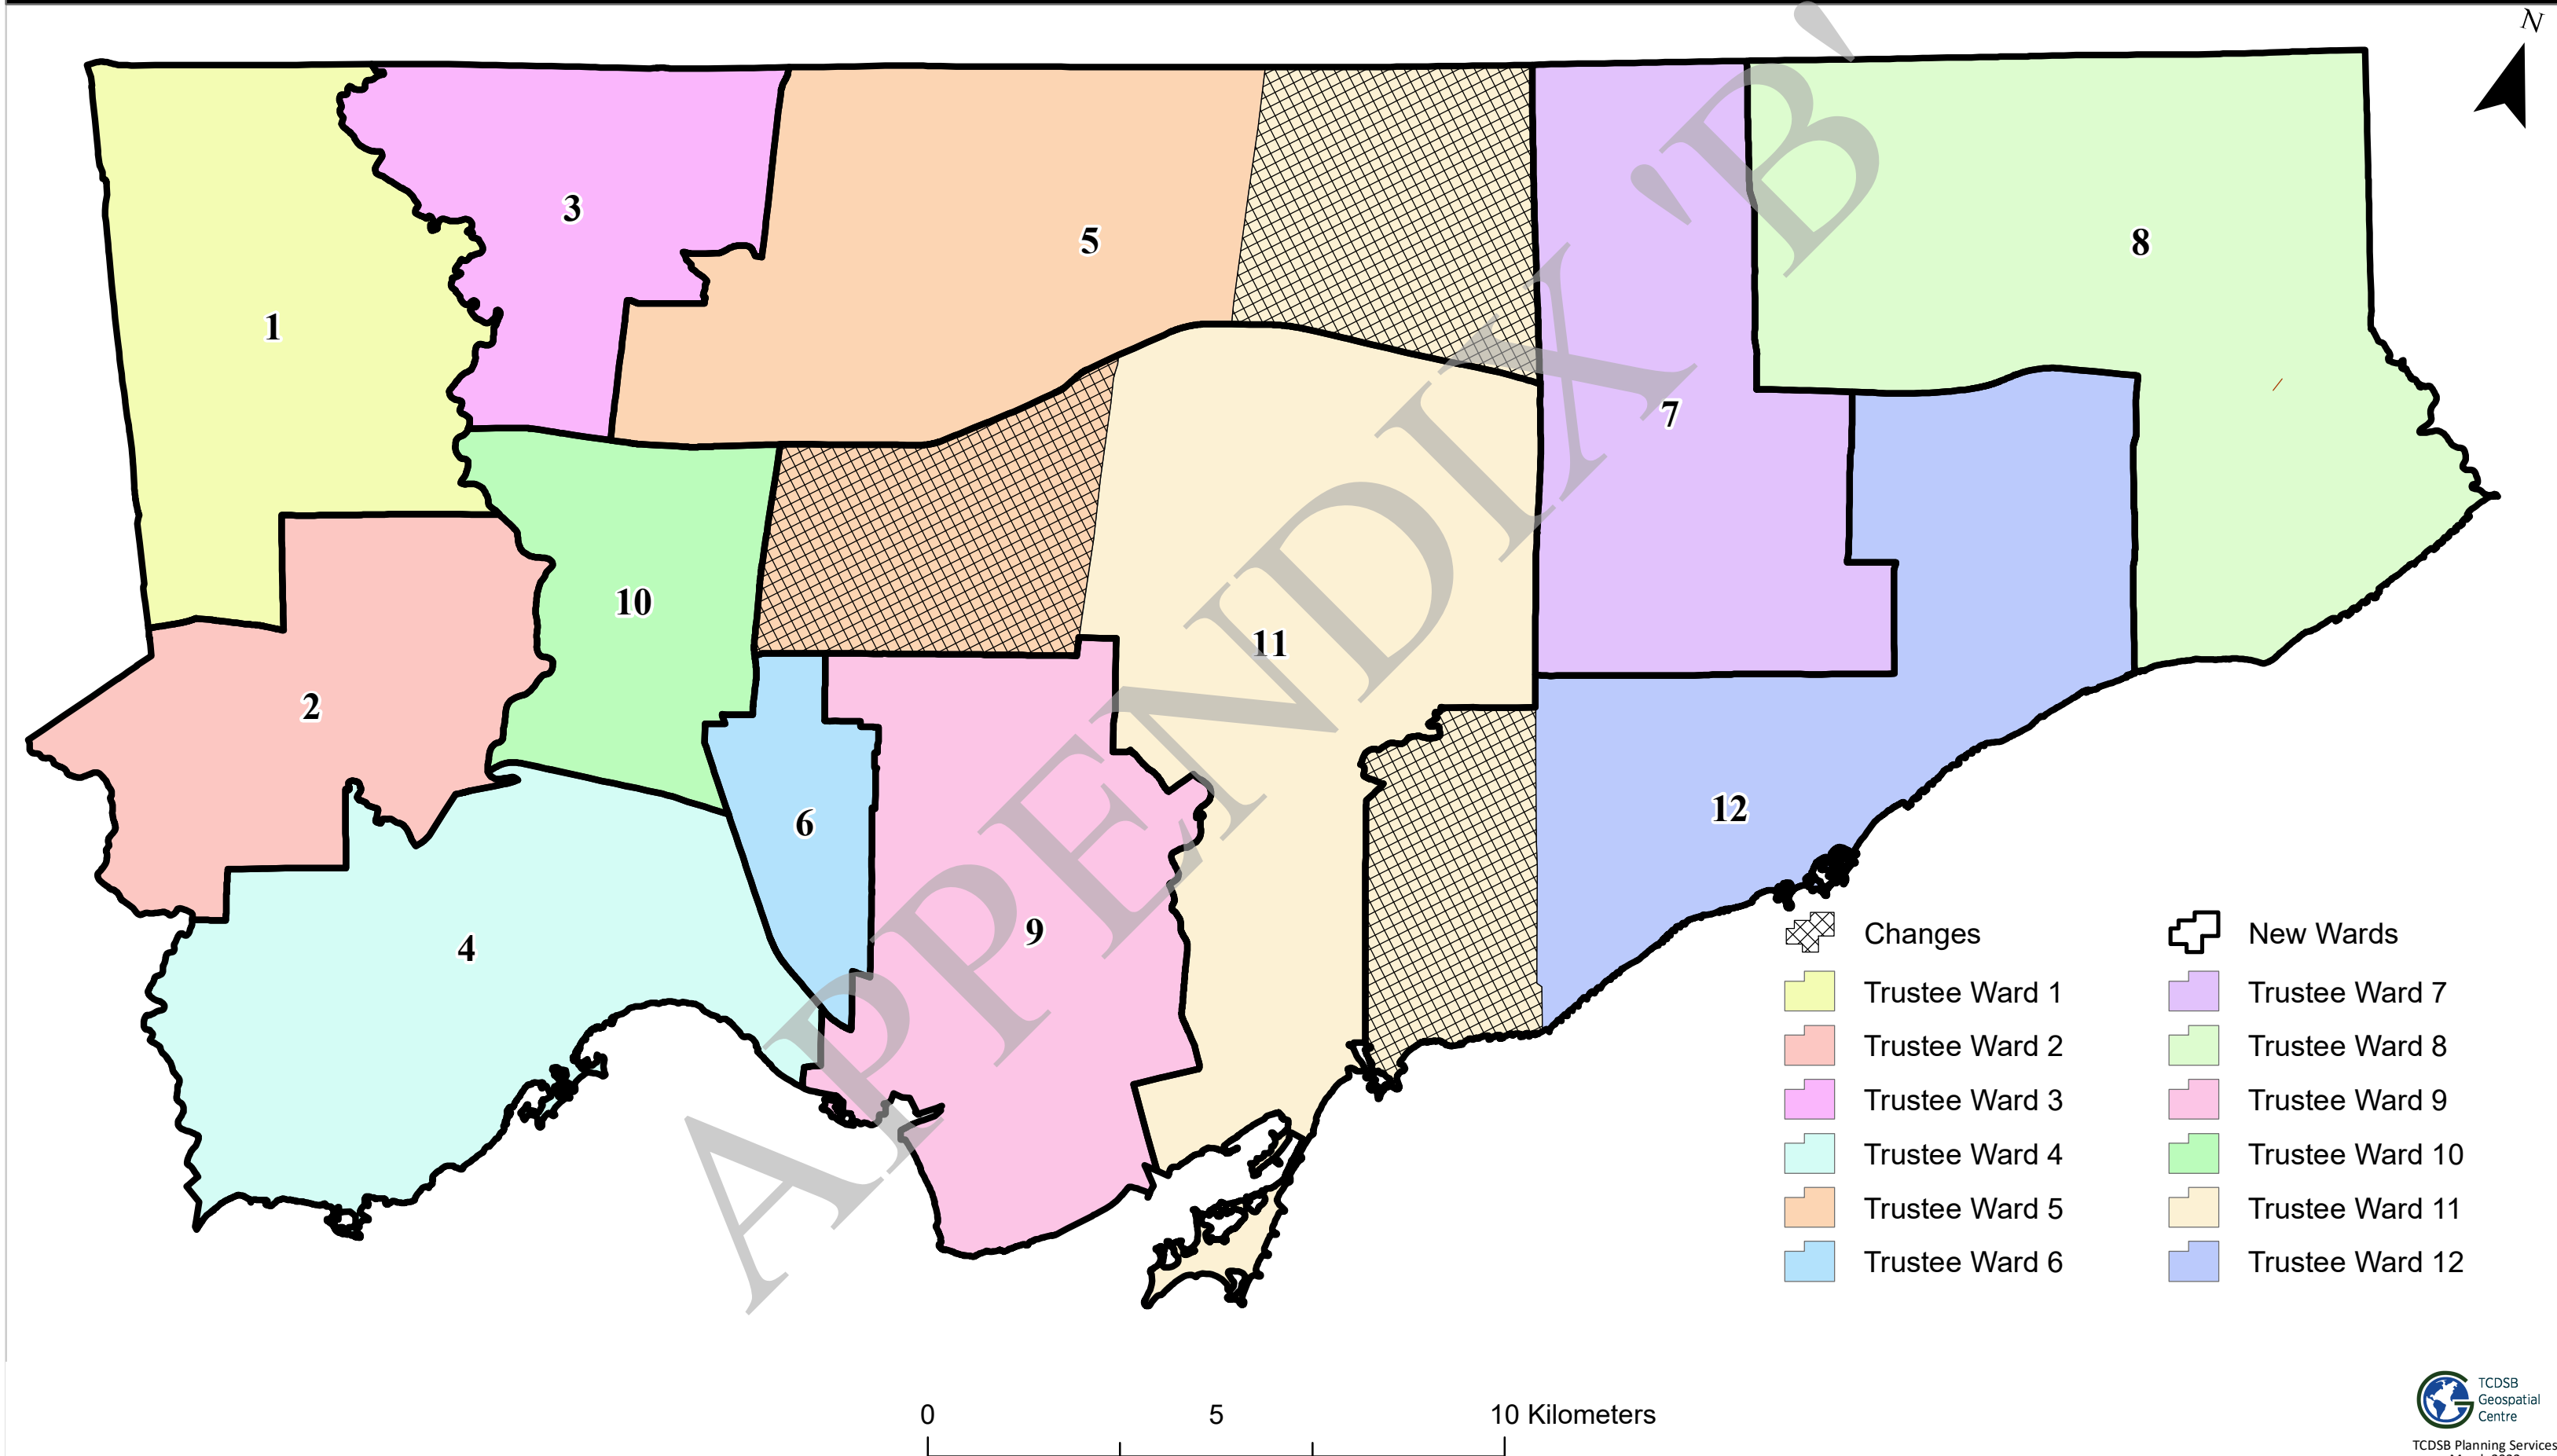 N
3
5
8
1
7
10
11
2
12
6
9
4
APPENDIX 'B'
Changes
New Wards
Trustee Ward 1
Trustee Ward 7
Trustee Ward 2
Trustee Ward 8
Trustee Ward 3
Trustee Ward 9
Trustee Ward 4
Trustee Ward 10
Trustee Ward 5
Trustee Ward 11
Trustee Ward 6
Trustee Ward 12
0 5 10 Kilometers
TCDSB
Geospatial
Centre
TCDSB Planning Services